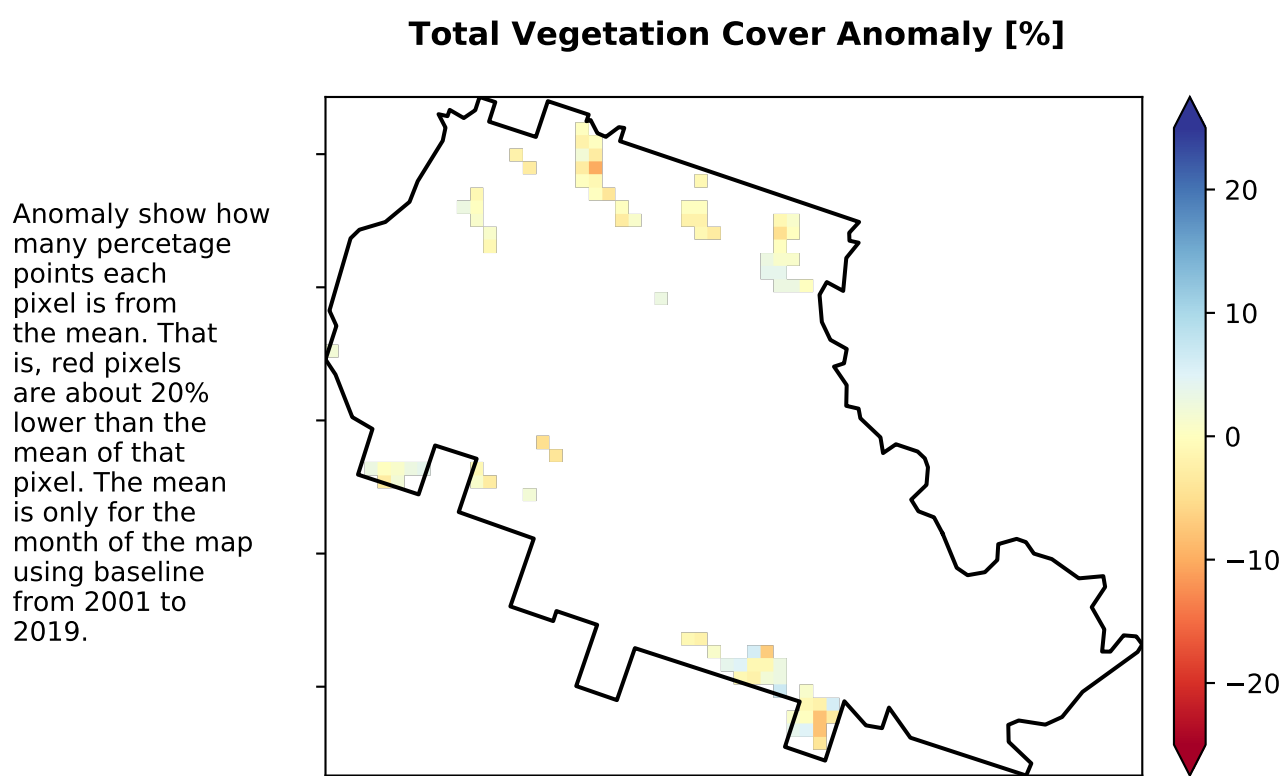 Total Vegetation Cover Anomaly [%]
Anomaly show how
many percetage
points each
pixel is from
the mean. That
is, red pixels
are about 20%
lower than the
mean of that
pixel. The mean
is only for the
month of the map
using baseline
from 2001 to
2019.
20
10
0
−10
−20